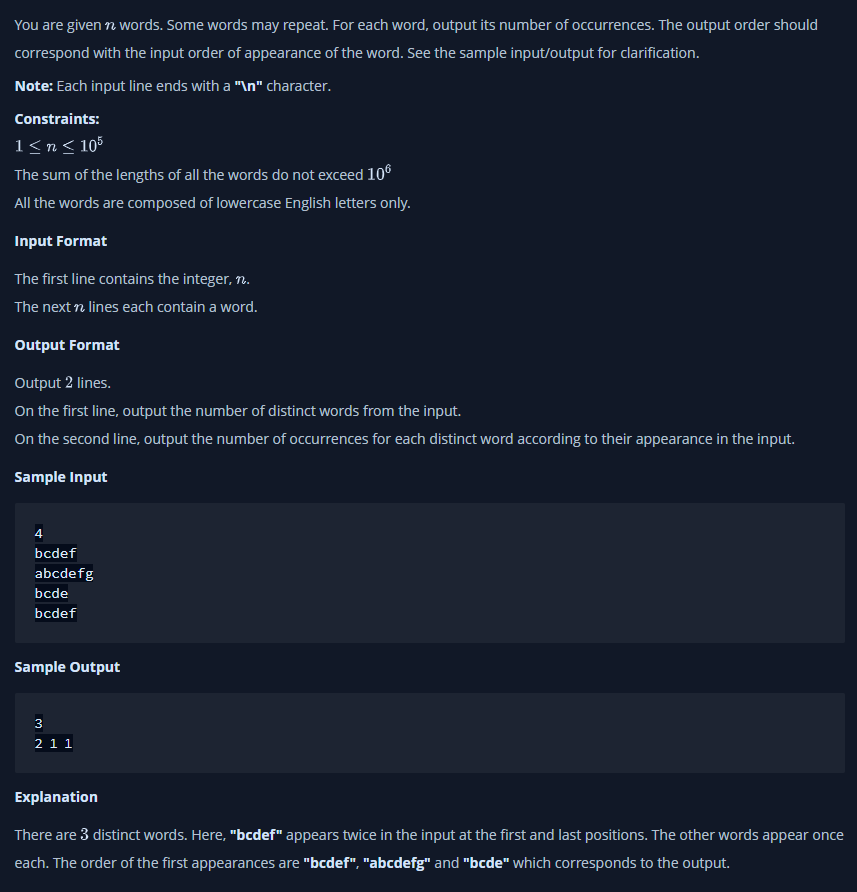 You are given n words. Some words may repeat. For each word, output its number of occurrences. The output order should
correspond with the input order of appearance of the word. See the sample input/output for clarification.
Note: Each input line ends with a "\n" character.
Constraints:
1 ≤ n ≤ 10⁵
The sum of the lengths of all the words do not exceed 10⁶
All the words are composed of lowercase English letters only.
Input Format
The first line contains the integer, n.
The next n lines each contain a word.
Output Format
Output 2 lines.
On the first line, output the number of distinct words from the input.
On the second line, output the number of occurrences for each distinct word according to their appearance in the input.
Sample Input
4
bcdef
abcdefg
bcde
bcdef
Sample Output
3
2 1 1
Explanation
There are 3 distinct words. Here, "bcdef" appears twice in the input at the first and last positions. The other words appear once
each. The order of the first appearances are "bcdef", "abcdefg" and "bcde" which corresponds to the output.